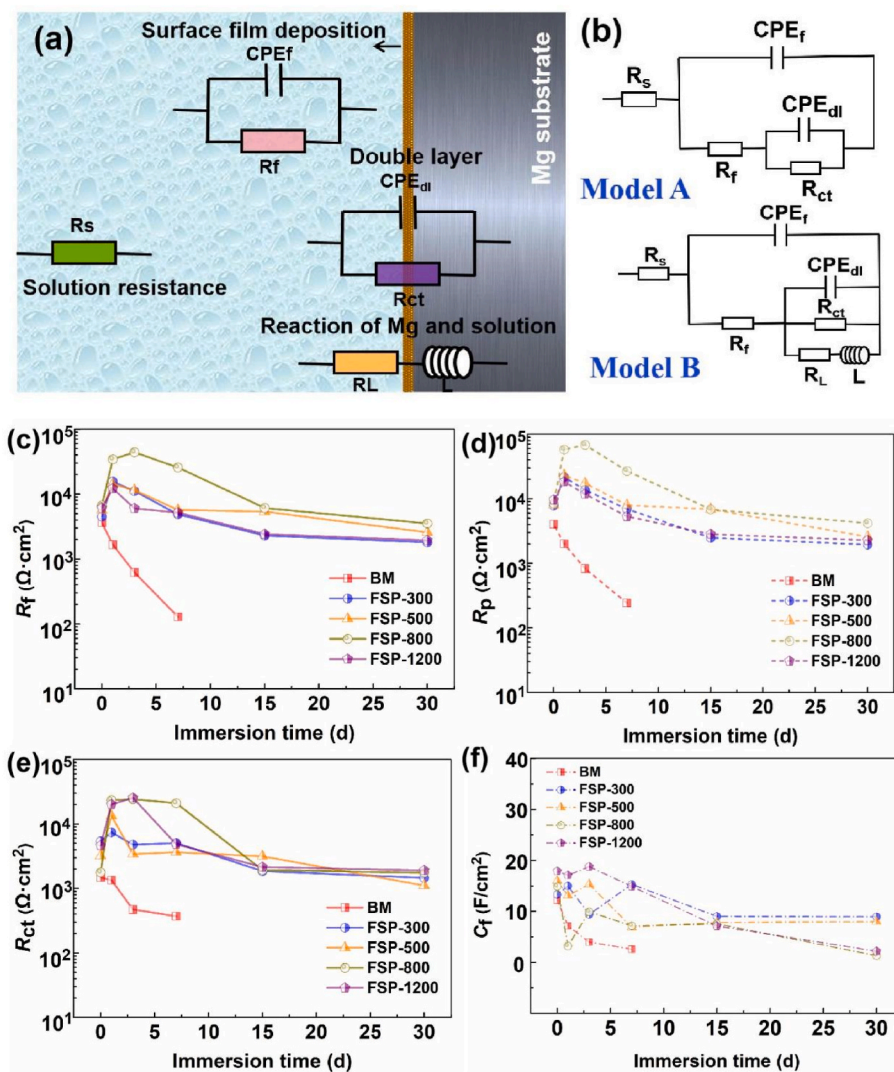 (a)
Surface film deposition
CPEf
Rf
Double layer
CPEdl
Rs
Solution resistance
Rct
Reaction of Mg and solution
RL
L
Mg substrate
(b)
CPEf
Rs
CPEdl
Rf
Rct
Model A
CPEf
Rs
CPEdl
Rct
Rf
RL
L
Model B
(c)
10^5
10^4
10^3
10^2
10^1
Rf (Ω·cm²)
BM
FSP-300
FSP-500
FSP-800
FSP-1200
0 5 10 15 20 25 30
Immersion time (d)
(d)
10^5
10^4
10^3
10^2
10^1
Rp (Ω·cm²)
BM
FSP-300
FSP-500
FSP-800
FSP-1200
0 5 10 15 20 25 30
Immersion time (d)
(e)
10^5
10^4
10^3
10^2
10^1
Rct (Ω·cm²)
BM
FSP-300
FSP-500
FSP-800
FSP-1200
0 5 10 15 20 25 30
Immersion time (d)
(f)
40
30
20
10
0
Cf (F/cm²)
BM
FSP-300
FSP-500
FSP-800
FSP-1200
0 5 10 15 20 25 30
Immersion time (d)